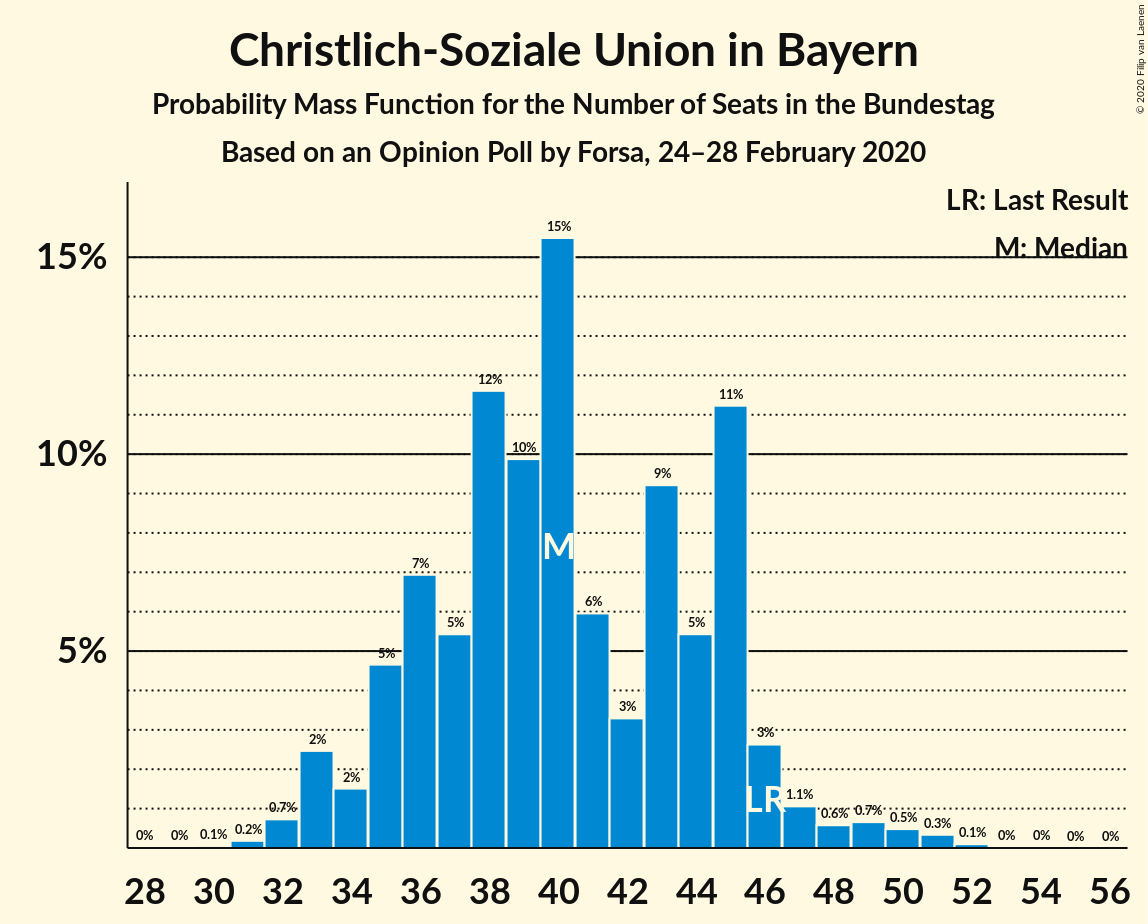 Christlich-Soziale Union in Bayern
Probability Mass Function for the Number of Seats in the Bundestag
Based on an Opinion Poll by Forsa, 24–28 February 2020
© 2020 Filip van Laenen
LR: Last Result
M: Median
15%
10%
5%
0% 0% 0.1% 0.2% 0.7% 2% 2% 5% 7% 5% 12% 10% 15% 6% 3% 9% 5% 11% 3% 1.1% 0.6% 0.7% 0.5% 0.3% 0.1% 0% 0% 0% 0%
M
LR
28 30 32 34 36 38 40 42 44 46 48 50 52 54 56